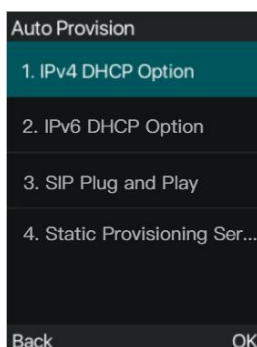 Auto Provision
1. IPv4 DHCP Option
2. IPv6 DHCP Option
3. SIP Plug and Play
4. Static Provisioning Ser...
Back OK